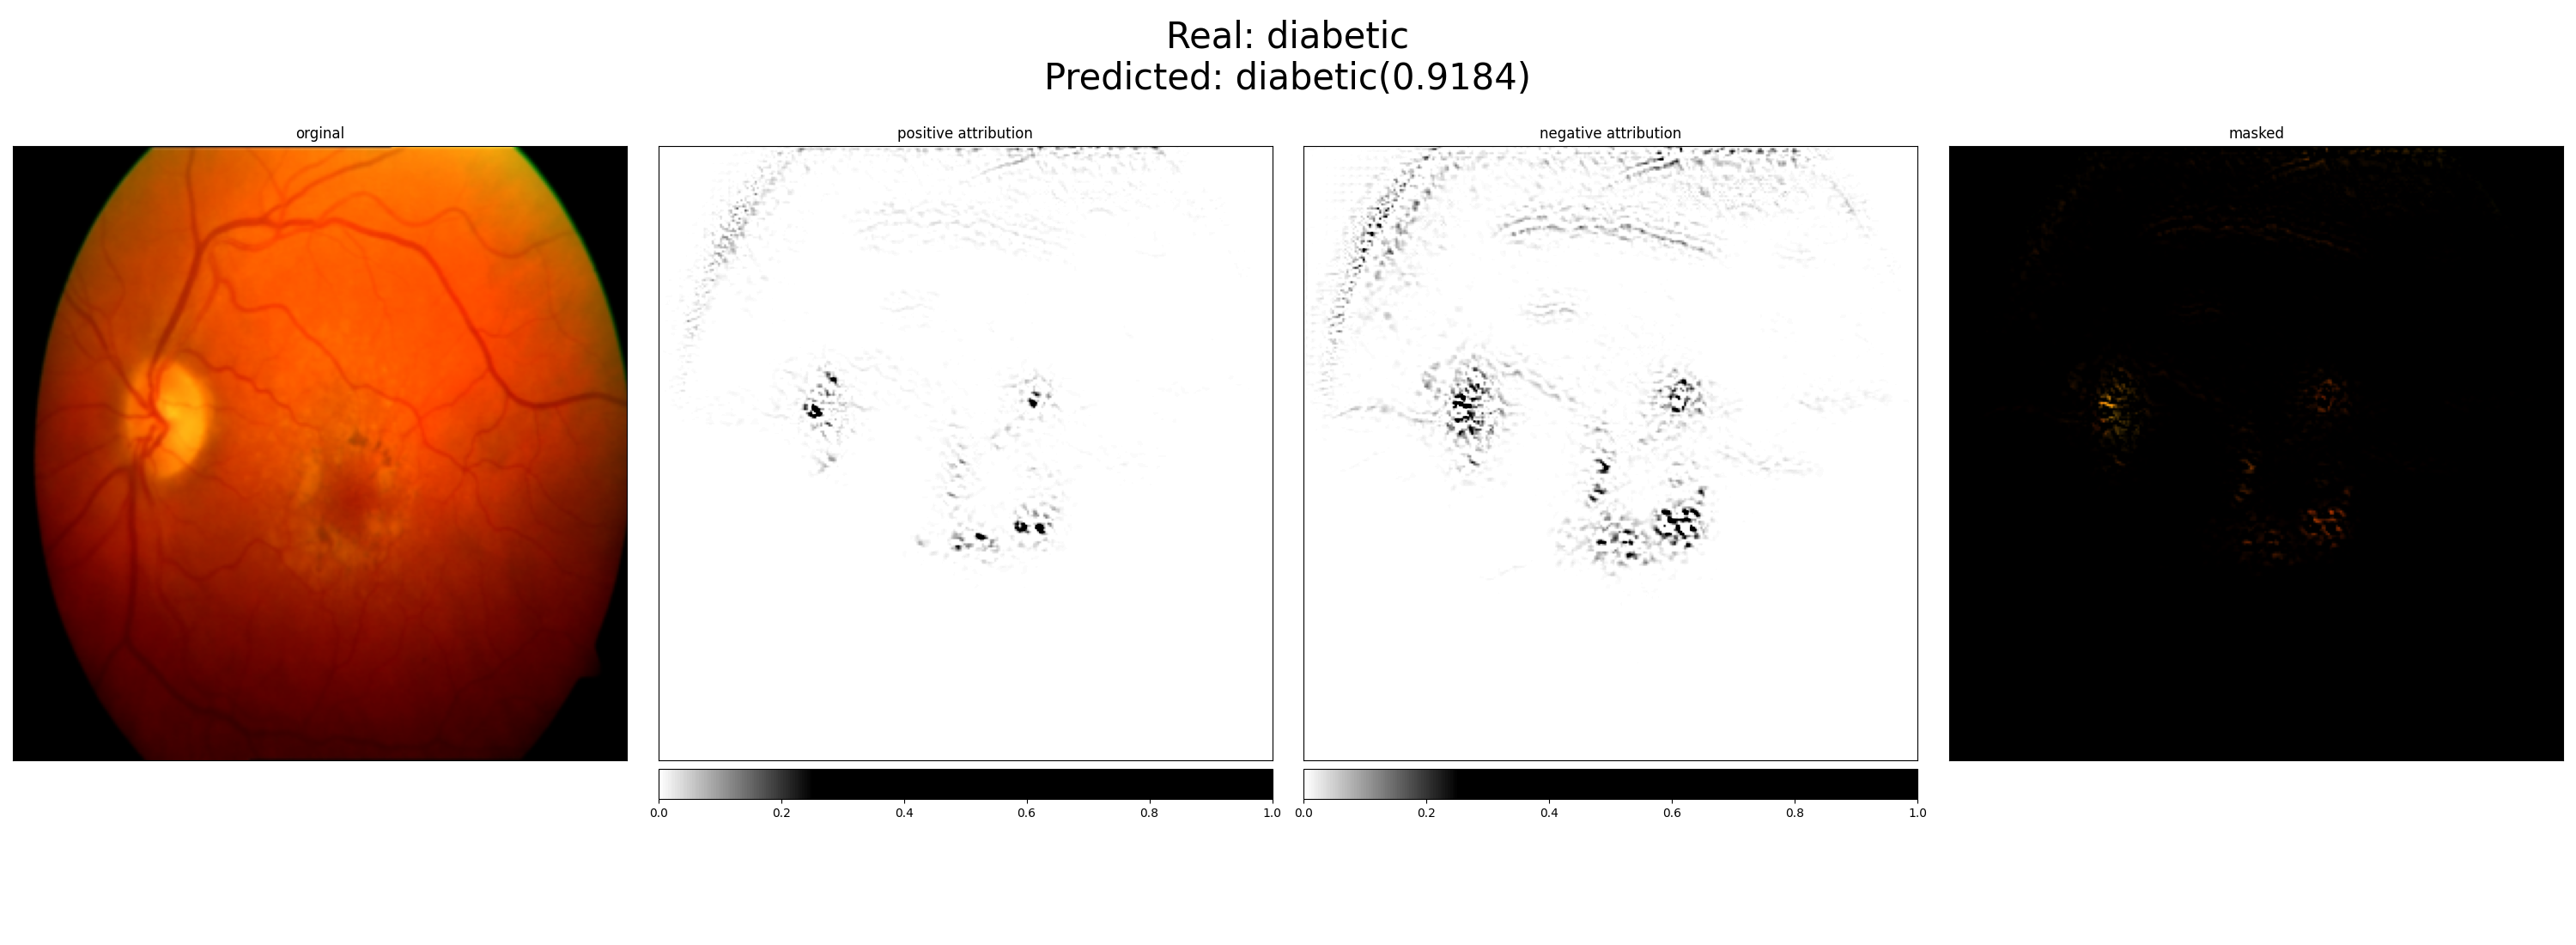 Real: diabetic
Predicted: diabetic(0.9184)
orginal
positive attribution
negative attribution
masked
0.0 0.2 0.4 0.6 0.8 1.0
0.0 0.2 0.4 0.6 0.8 1.0